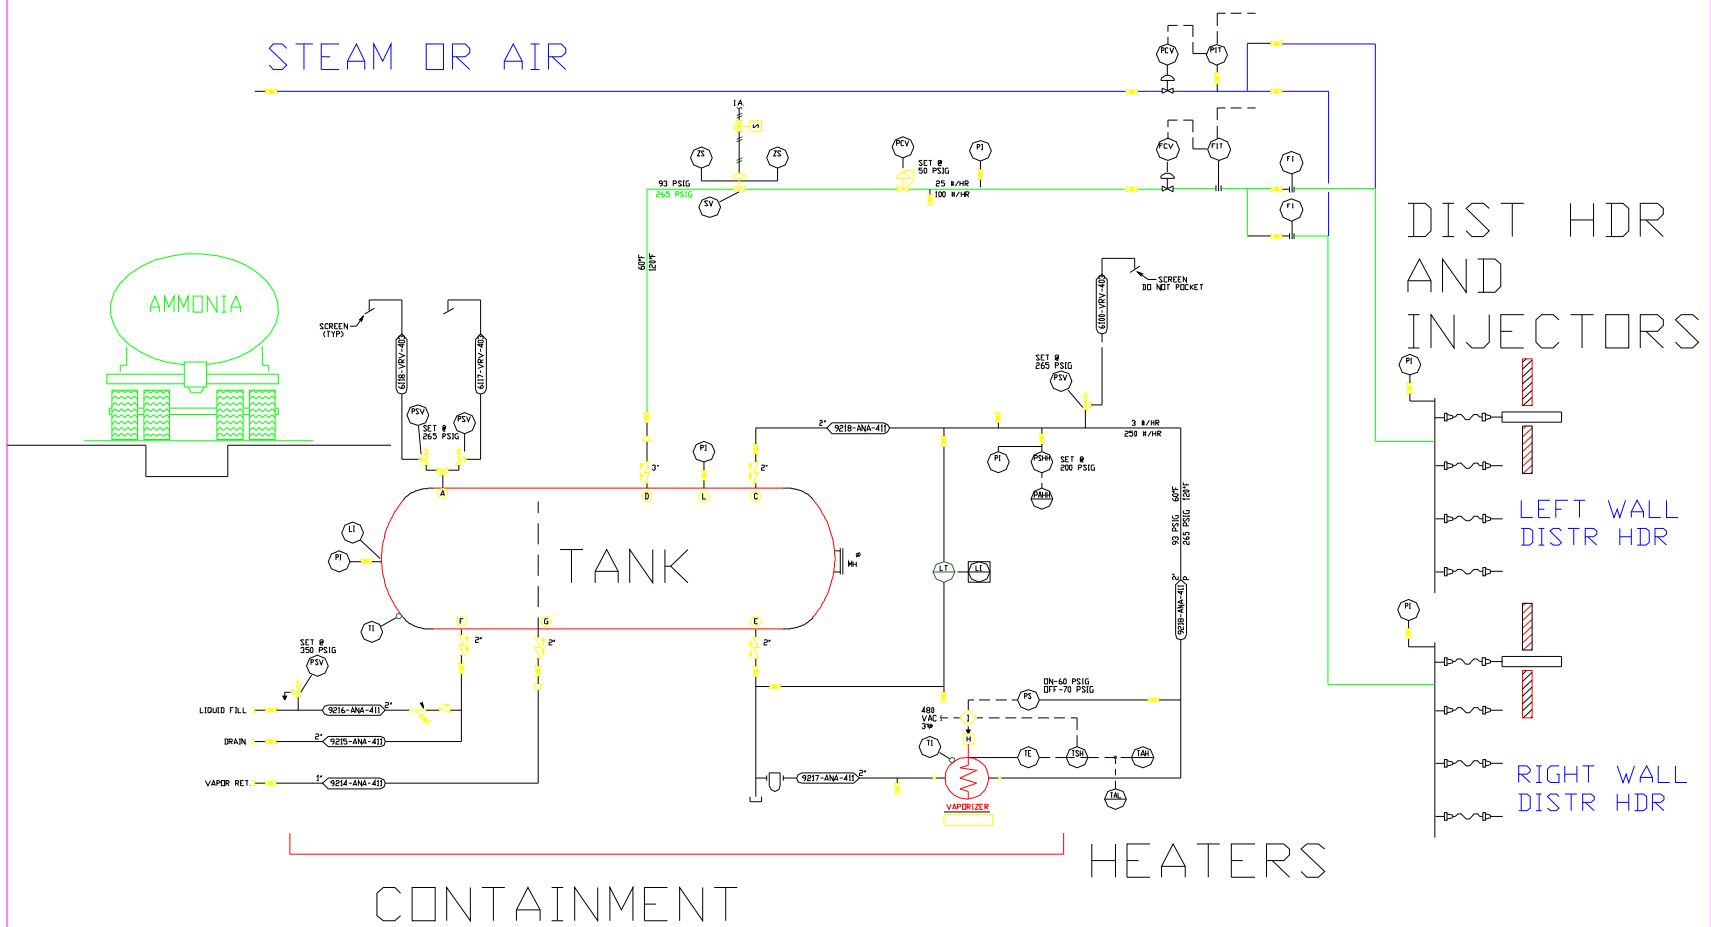 STEAM OR AIR
PCV
PIT
I.A.
S
ZS
ZS
PCV
SET @
50 PSIG
PI
FCV
FIT
FI
93 PSIG
265 PSIG
25 #/HR
100 #/HR
SV
FI
DIST HDR
AND
INJECTORS
60°F
120°F
AMMONIA
SCREEN
(TYP)
6118-VRV-402
6117-VRV-402
6100-VRV-402
SCREEN
DO NOT POCKET
SET @
265 PSIG
PSV
PI
PSV
PSV
SET @
265 PSIG
2"
9218-ANA-411
3 #/HR
250 #/HR
PI
3"
2"
PI
PSHH
SET @
200 PSIG
PAHH
A
D
L
C
93 PSIG 60°F
265 PSIG 120°F
LEFT WALL
DISTR HDR
LI
PI
TANK
MH
LT
LI
2"
P
9218-ANA-411
TI
F
G
E
2"
2"
2"
PI
SET @
350 PSIG
PSV
ON-60 PSIG
OFF-70 PSIG
PS
LIQUID FILL
9216-ANA-411
2"
480
VAC
I
H
TI
TE
TSH
TAH
DRAIN
2"
9215-ANA-411
VAPOR RET.
1"
9214-ANA-411
9217-ANA-411
2"
TAL
VAPORIZER
RIGHT WALL
DISTR HDR
HEATERS
CONTAINMENT